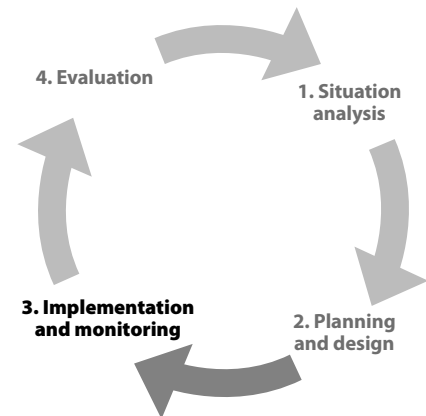 4. Evaluation
1. Situation
analysis
3. Implementation
and monitoring
2. Planning
and design